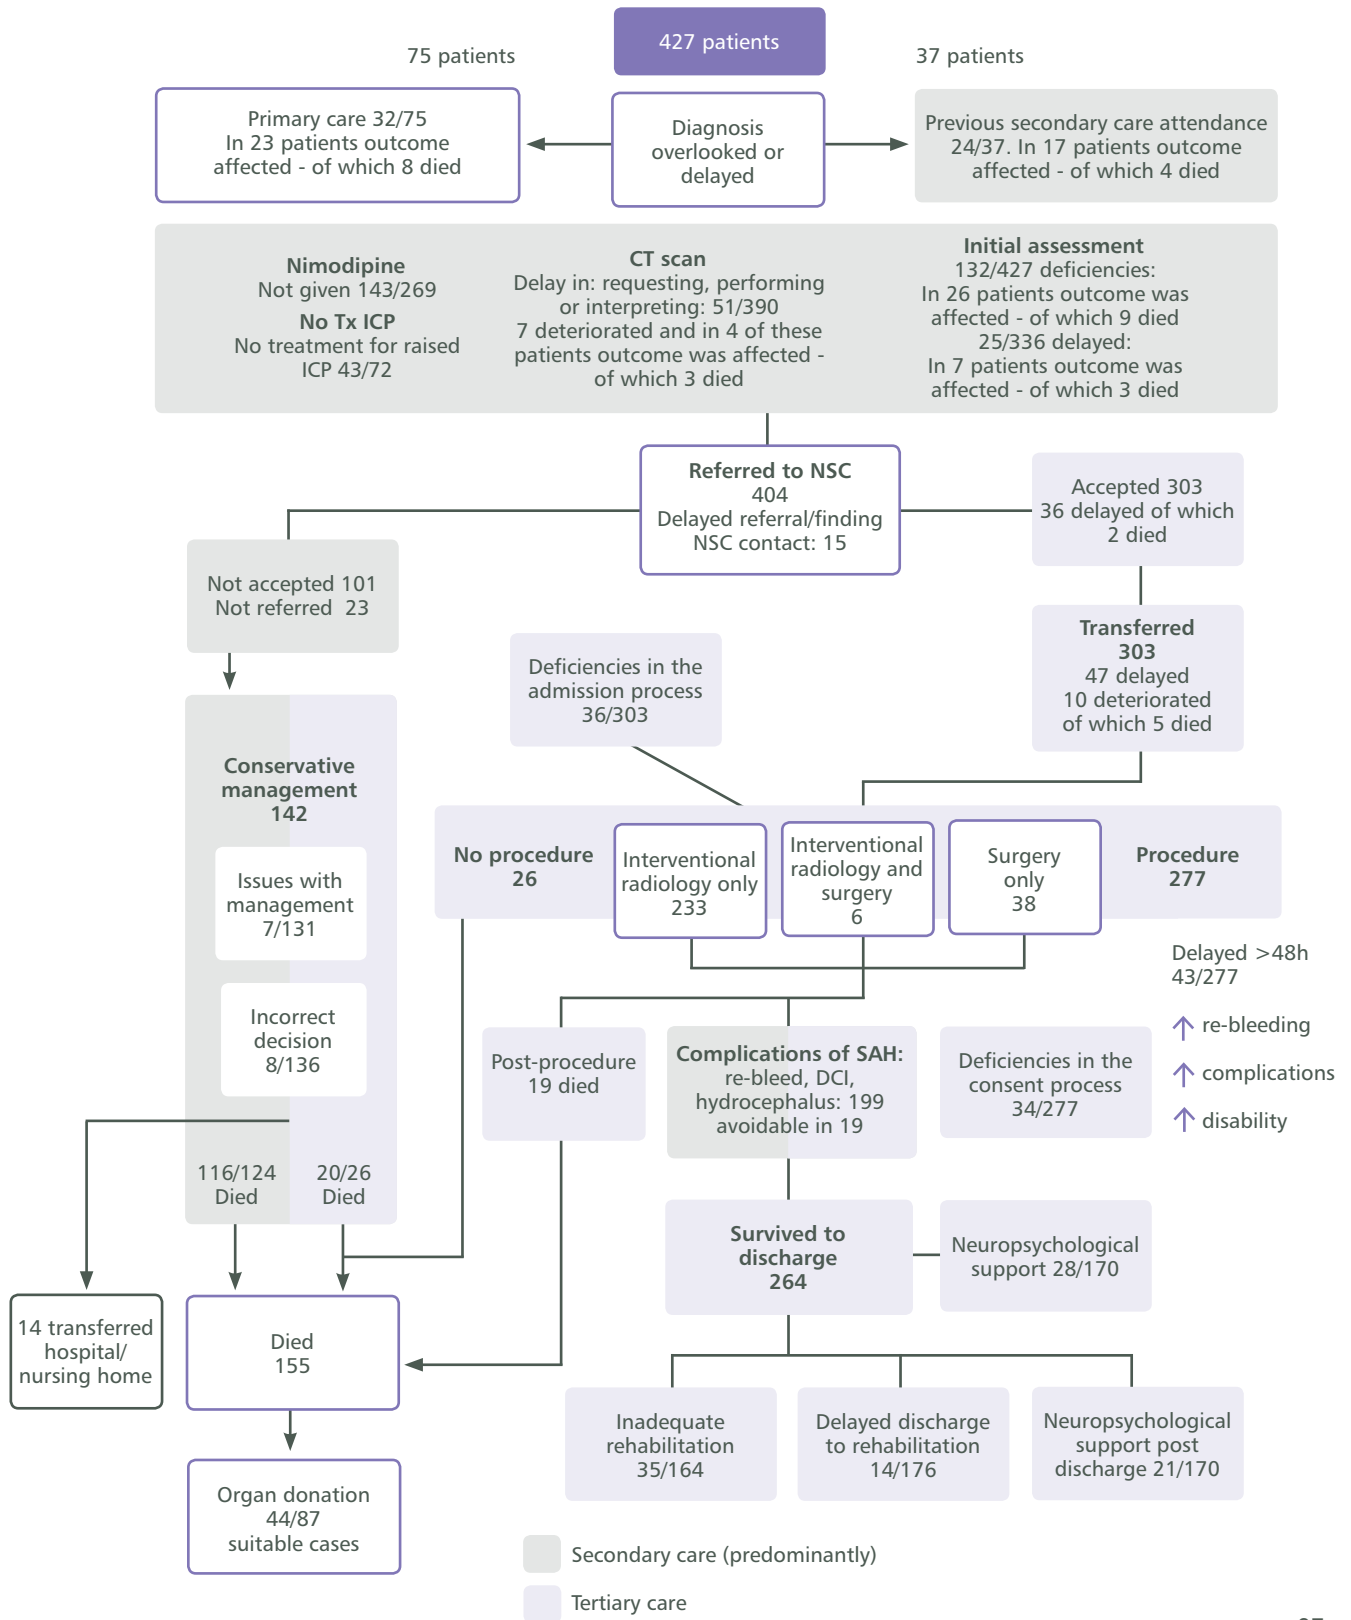 427 patients
75 patients
37 patients
Primary care 32/75
In 23 patients outcome
affected - of which 8 died
Diagnosis
overlooked or
delayed
Previous secondary care attendance
24/37. In 17 patients outcome
affected - of which 4 died
Nimodipine
Not given 143/269
No Tx ICP
No treatment for raised
ICP 43/72
CT scan
Delay in: requesting, performing
or interpreting: 51/390
7 deteriorated and in 4 of these
patients outcome was affected -
of which 3 died
Initial assessment
132/427 deficiencies:
In 26 patients outcome was
affected - of which 9 died
25/336 delayed:
In 7 patients outcome was
affected - of which 3 died
Referred to NSC
404
Delayed referral/finding
NSC contact: 15
Accepted 303
36 delayed of which
2 died
Not accepted 101
Not referred 23
Transferred
303
47 delayed
10 deteriorated
of which 5 died
Deficiencies in the
admission process
36/303
Conservative
management
142
Issues with
management
7/131
Incorrect
decision
8/136
116/124
Died
20/26
Died
No procedure
26
Interventional
radiology only
233
Interventional
radiology and
surgery
6
Surgery
only
38
Procedure
277
Delayed >48h
43/277
↑ re-bleeding
↑ complications
↑ disability
Post-procedure
19 died
Complications of SAH:
re-bleed, DCI,
hydrocephalus: 199
avoidable in 19
Deficiencies in the
consent process
34/277
Survived to
discharge
264
Neuropsychological
support 28/170
14 transferred
hospital/
nursing home
Died
155
Inadequate
rehabilitation
35/164
Delayed discharge
to rehabilitation
14/176
Neuropsychological
support post
discharge 21/170
Organ donation
44/87
suitable cases
Secondary care (predominantly)
Tertiary care